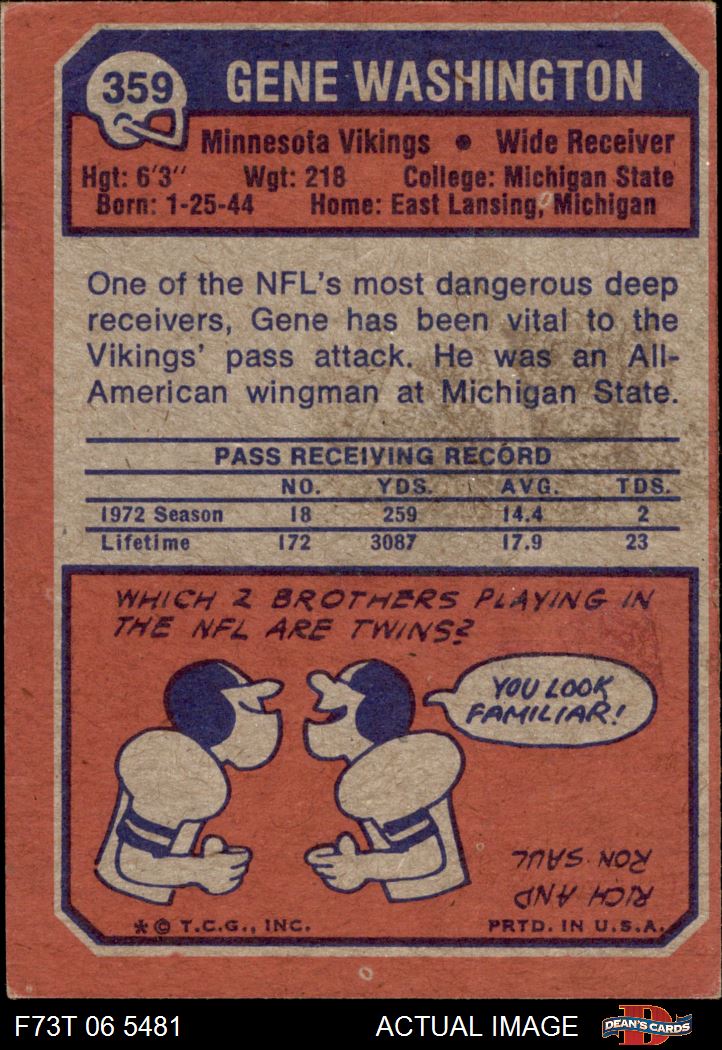 359
GENE WASHINGTON
Minnesota Vikings • Wide Receiver
Hgt: 6'3" Wgt: 218 College: Michigan State
Born: 1-25-44 Home: East Lansing, Michigan
One of the NFL's most dangerous deep
receivers, Gene has been vital to the
Vikings' pass attack. He was an All-
American wingman at Michigan State.
PASS RECEIVING RECORD
NO. YDS. AVG. TDS.
1972 Season 18 259 14.4 2
Lifetime 172 3087 17.9 23
WHICH 2 BROTHERS PLAYING IN
THE NFL ARE TWINS?
YOU LOOK
FAMILIAR!
RICH AND
RON SAUL
* © T.C.G., INC. PRTD. IN U.S.A.
F73T 06 5481 ACTUAL IMAGE D DEAN'S CARDS